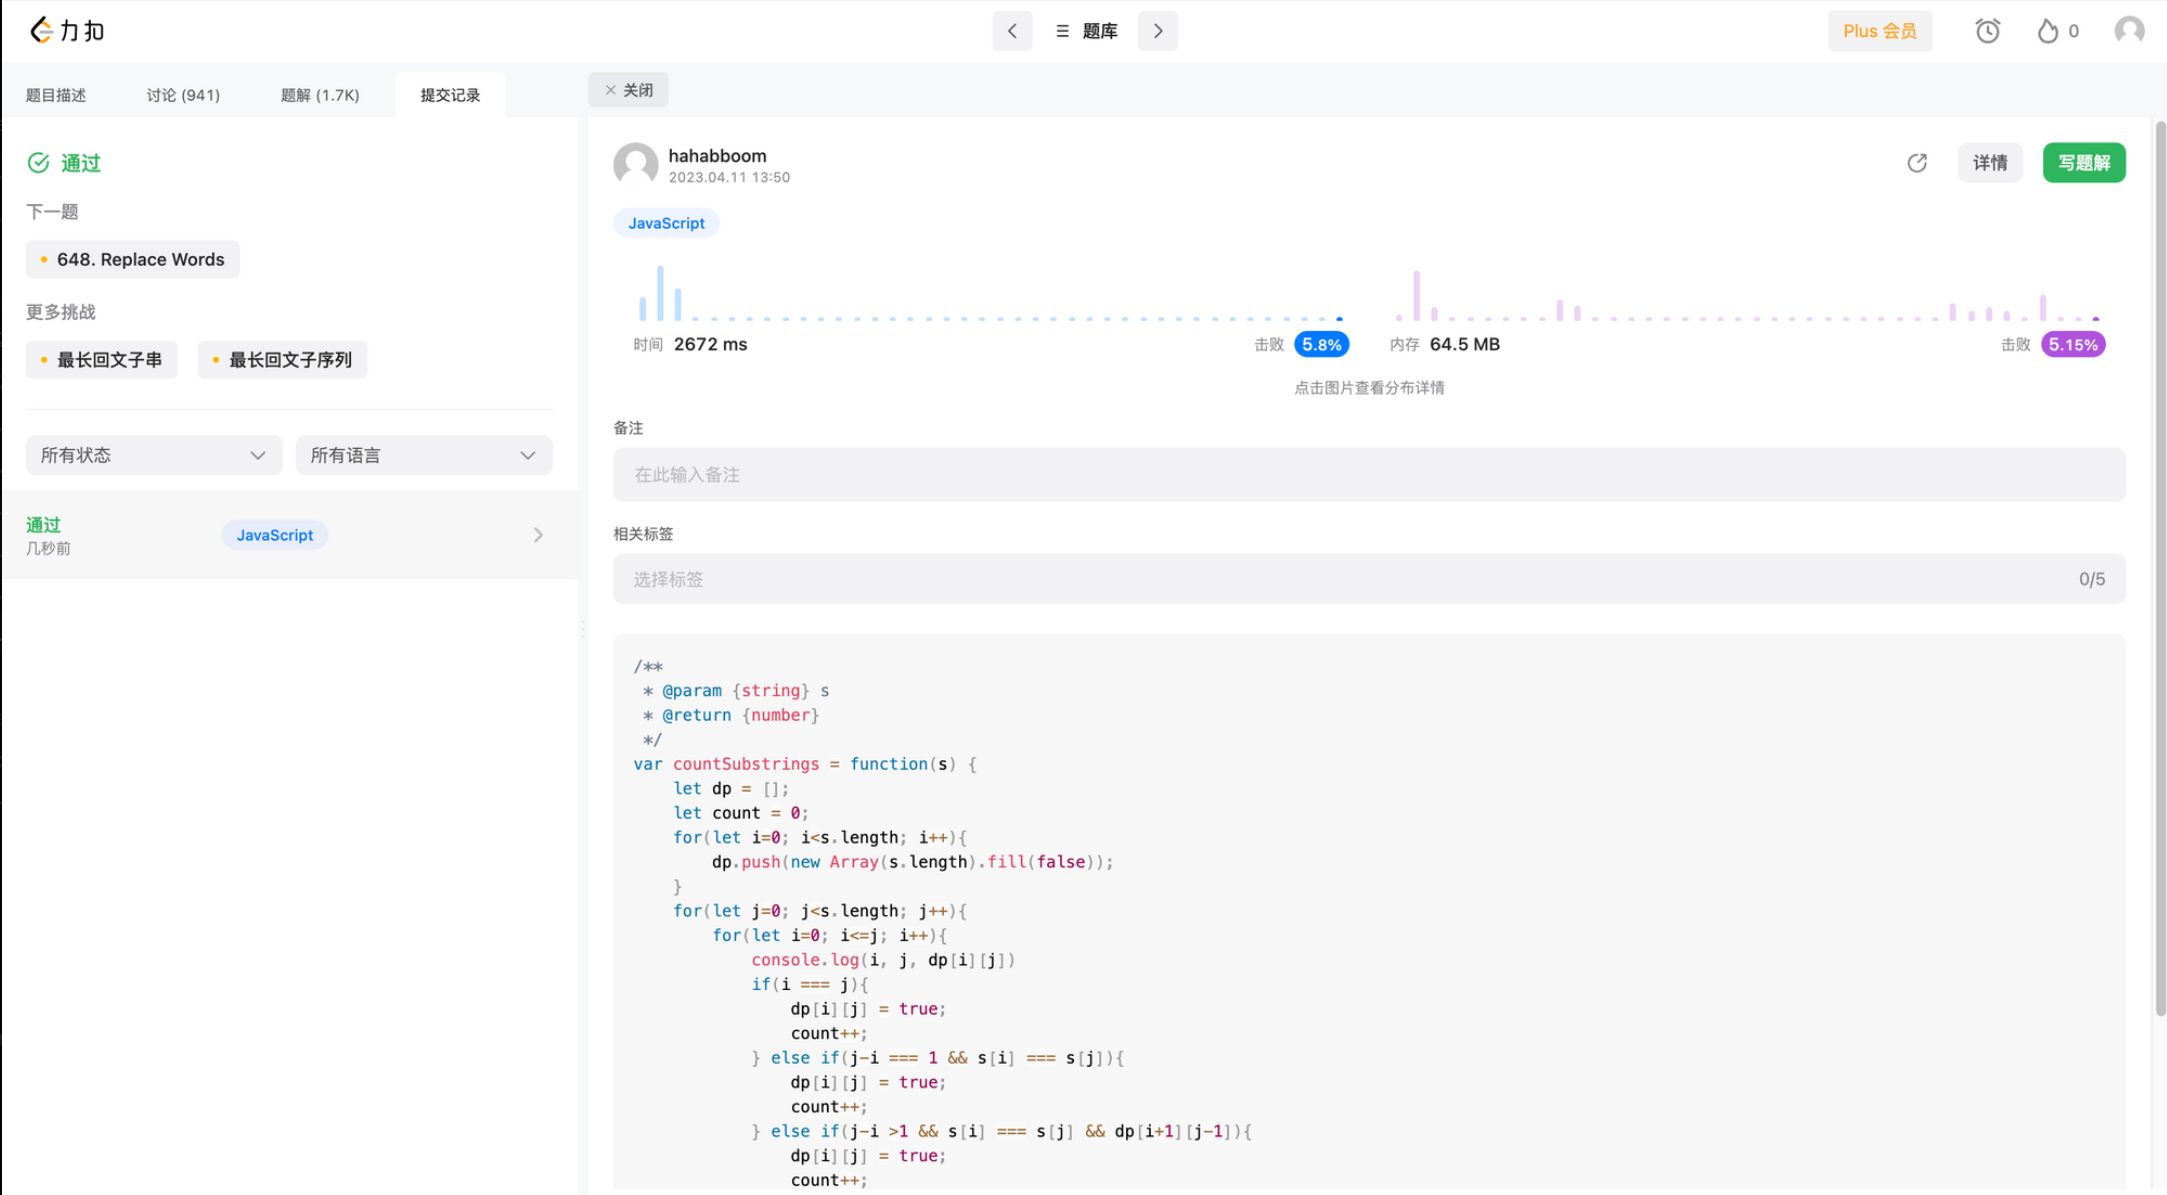 力扣
题库
Plus 会员
0
题目描述
讨论 (941)
题解 (1.7K)
提交记录
关闭
通过
下一题
648. Replace Words
更多挑战
最长回文子串
最长回文子序列
所有状态
所有语言
通过
几秒前
JavaScript
hahabboom
2023.04.11 13:50
详情
写题解
JavaScript
时间 2672 ms
击败 5.8%
内存 64.5 MB
击败 5.15%
点击图片查看分布详情
备注
在此输入备注
相关标签
选择标签
0/5
/**
 * @param {string} s
 * @return {number}
 */
var countSubstrings = function(s) {
    let dp = [];
    let count = 0;
    for(let i=0; i<s.length; i++){
        dp.push(new Array(s.length).fill(false));
    }
    for(let j=0; j<s.length; j++){
        for(let i=0; i<=j; i++){
            console.log(i, j, dp[i][j])
            if(i === j){
                dp[i][j] = true;
                count++;
            } else if(j-i === 1 && s[i] === s[j]){
                dp[i][j] = true;
                count++;
            } else if(j-i >1 && s[i] === s[j] && dp[i+1][j-1]){
                dp[i][j] = true;
                count++;